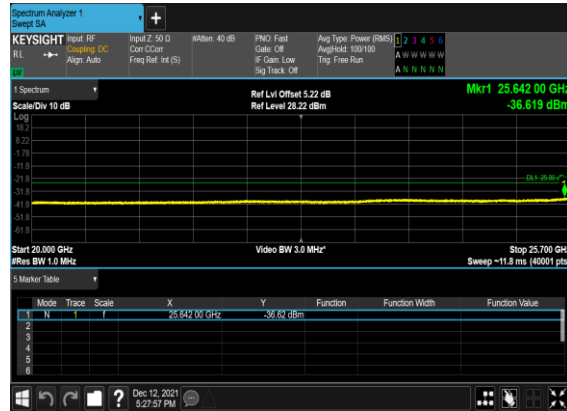 Spectrum Analyzer 1
Swept SA
KEYSIGHT Input: RF Input Z: 50 Ω #Atten: 40 dB PNO: Fast Avg Type: Power (RMS) 1 2 3 4 5 6
RL Coupling: DC Corr CCorr Gate: Off Avg|Hold: 100/100 A W W W W W
Align: Auto Freq Ref: Int (S) IF Gain: Low Trig: Free Run
Sig Track: Off A N N N N N
LW
1 Spectrum Ref Lvl Offset 5.22 dB Mkr1 25.642 00 GHz
Scale/Div 10 dB Ref Level 28.22 dBm -36.619 dBm
Log
18.2
8.22
-1.78
-11.8
-21.8 DL1 -25.00
-31.8
-41.8
-51.8
-61.8
Start 20.000 GHz Video BW 3.0 MHz* Stop 25.700 GHz
#Res BW 1.0 MHz Sweep ~11.8 ms (40001 pts
5 Marker Table
Mode Trace Scale X Y Function Function Width Function Value
1 N 1 f 25.642 00 GHz -36.62 dBm
2
3
4
5
6
? Dec 12, 2021
5:27:57 PM